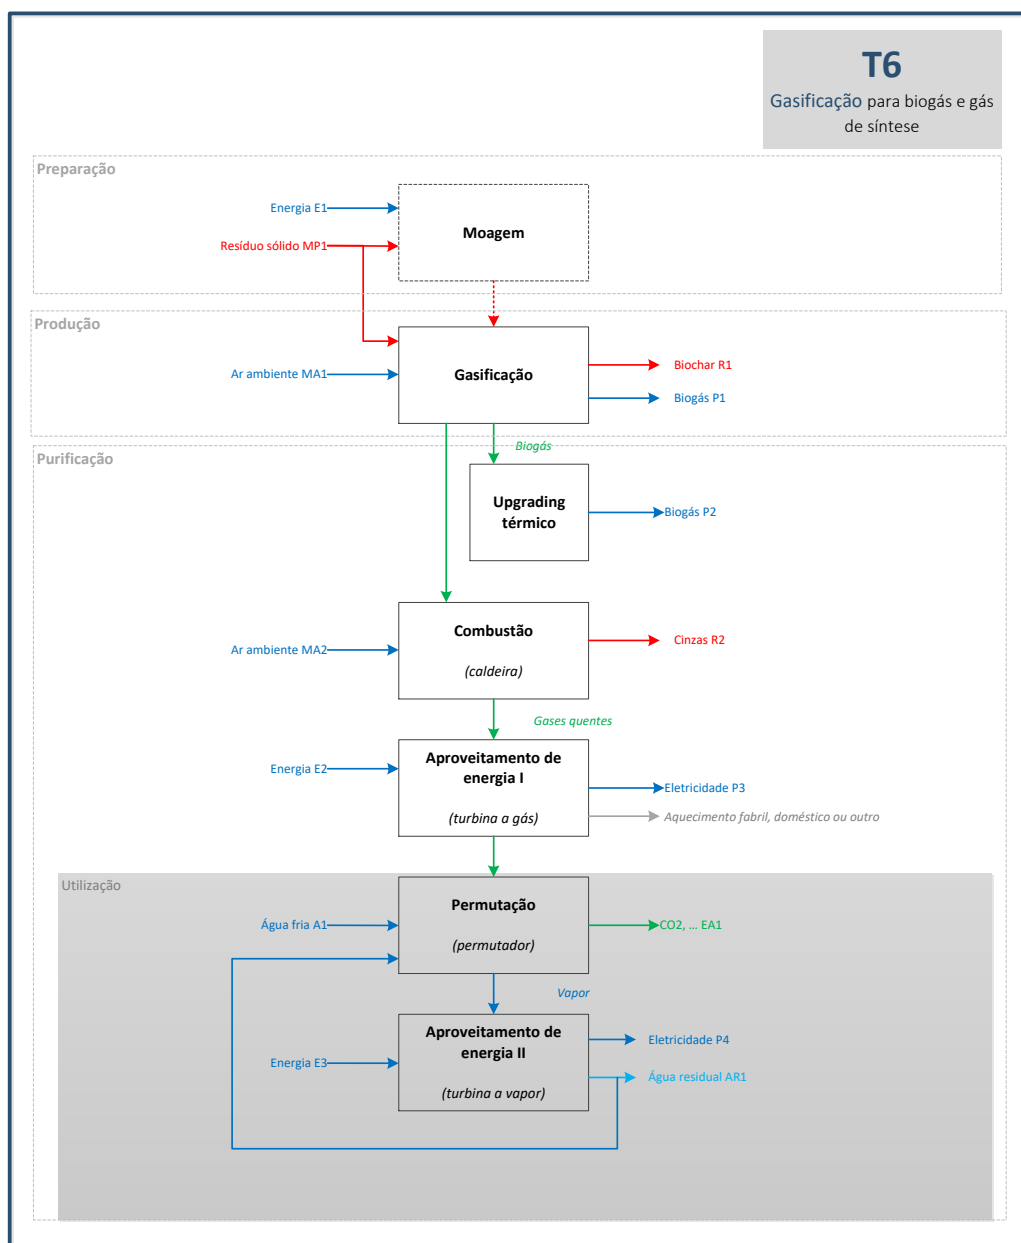 T6
Gasificação para biogás e gás
de síntese
Preparação
Energia E1
Moagem
Resíduo sólido MP1
Produção
Gasificação
Biochar R1
Ar ambiente MA1
Biogás P1
Biogás
Purificação
Upgrading
térmico
Biogás P2
Combustão
(caldeira)
Cinzas R2
Ar ambiente MA2
Gases quentes
Aproveitamento de
energia I
(turbina a gás)
Energia E2
Eletricidade P3
Aquecimento fabril, doméstico ou outro
Utilização
Permutação
(permutador)
Água fria A1
CO2, ... EA1
Vapor
Aproveitamento de
energia II
(turbina a vapor)
Eletricidade P4
Energia E3
Água residual AR1